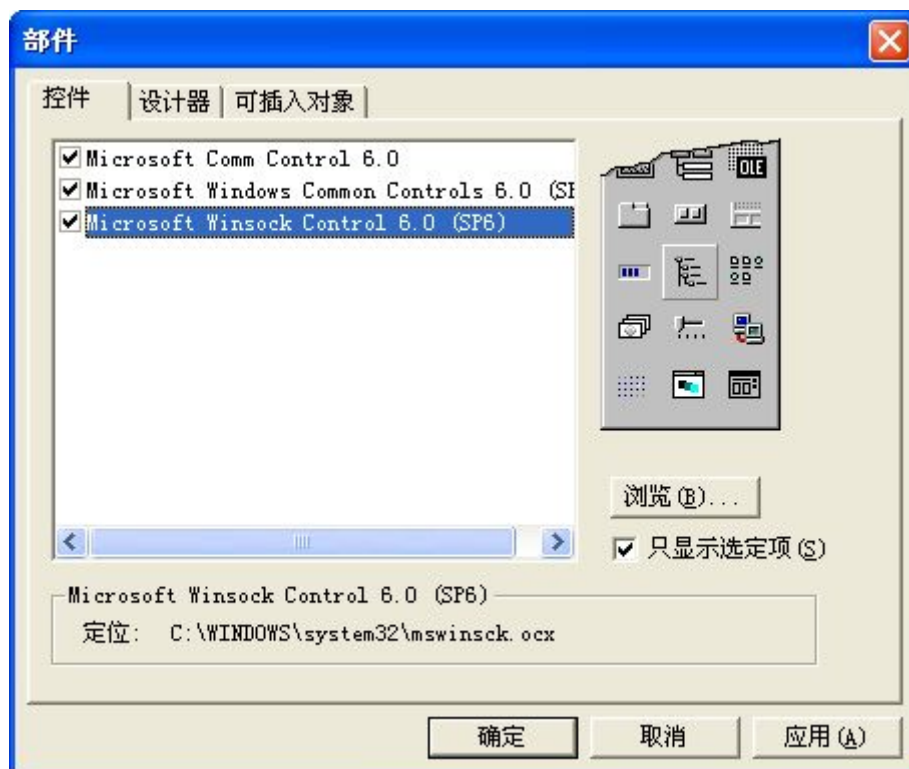 部件
控件 设计器 可插入对象
Microsoft Comm Control 6.0
Microsoft Windows Common Controls 6.0 (SP
Microsoft Winsock Control 6.0 (SP6)
OLE
浏览(B)...
只显示选定项(S)
Microsoft Winsock Control 6.0 (SP6)
定位: C:\WINDOWS\system32\mswinsck.ocx
确定 取消 应用(A)